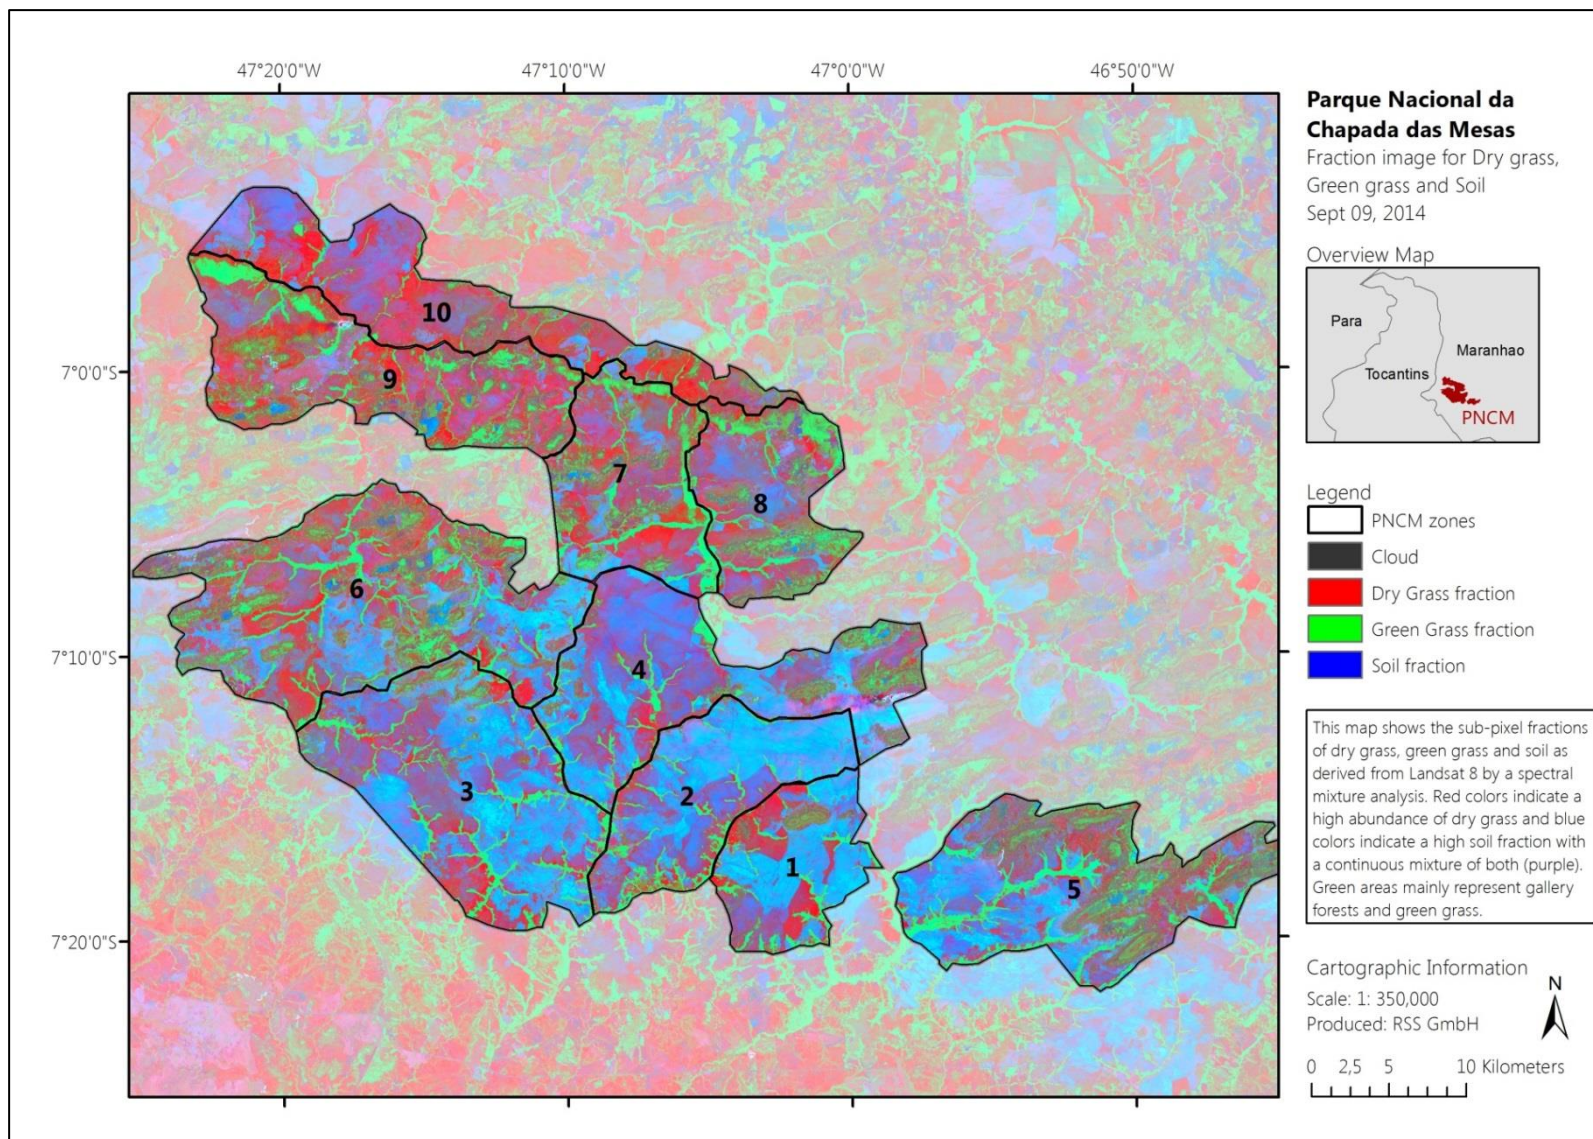 47°20'0"W
47°10'0"W
47°0'0"W
46°50'0"W
7°0'0"S
7°10'0"S
7°20'0"S
10
9
7
8
6
4
3
2
1
5
Parque Nacional da
Chapada das Mesas
Fraction image for Dry grass,
Green grass and Soil
Sept 09, 2014
Overview Map
Para
Maranhao
Tocantins
PNCM
Legend
PNCM zones
Cloud
Dry Grass fraction
Green Grass fraction
Soil fraction
This map shows the sub-pixel fractions
of dry grass, green grass and soil as
derived from Landsat 8 by a spectral
mixture analysis. Red colors indicate a
high abundance of dry grass and blue
colors indicate a high soil fraction with
a continuous mixture of both (purple).
Green areas mainly represent gallery
forests and green grass.
Cartographic Information
Scale: 1: 350,000
Produced: RSS GmbH
N
0 2,5 5 10 Kilometers